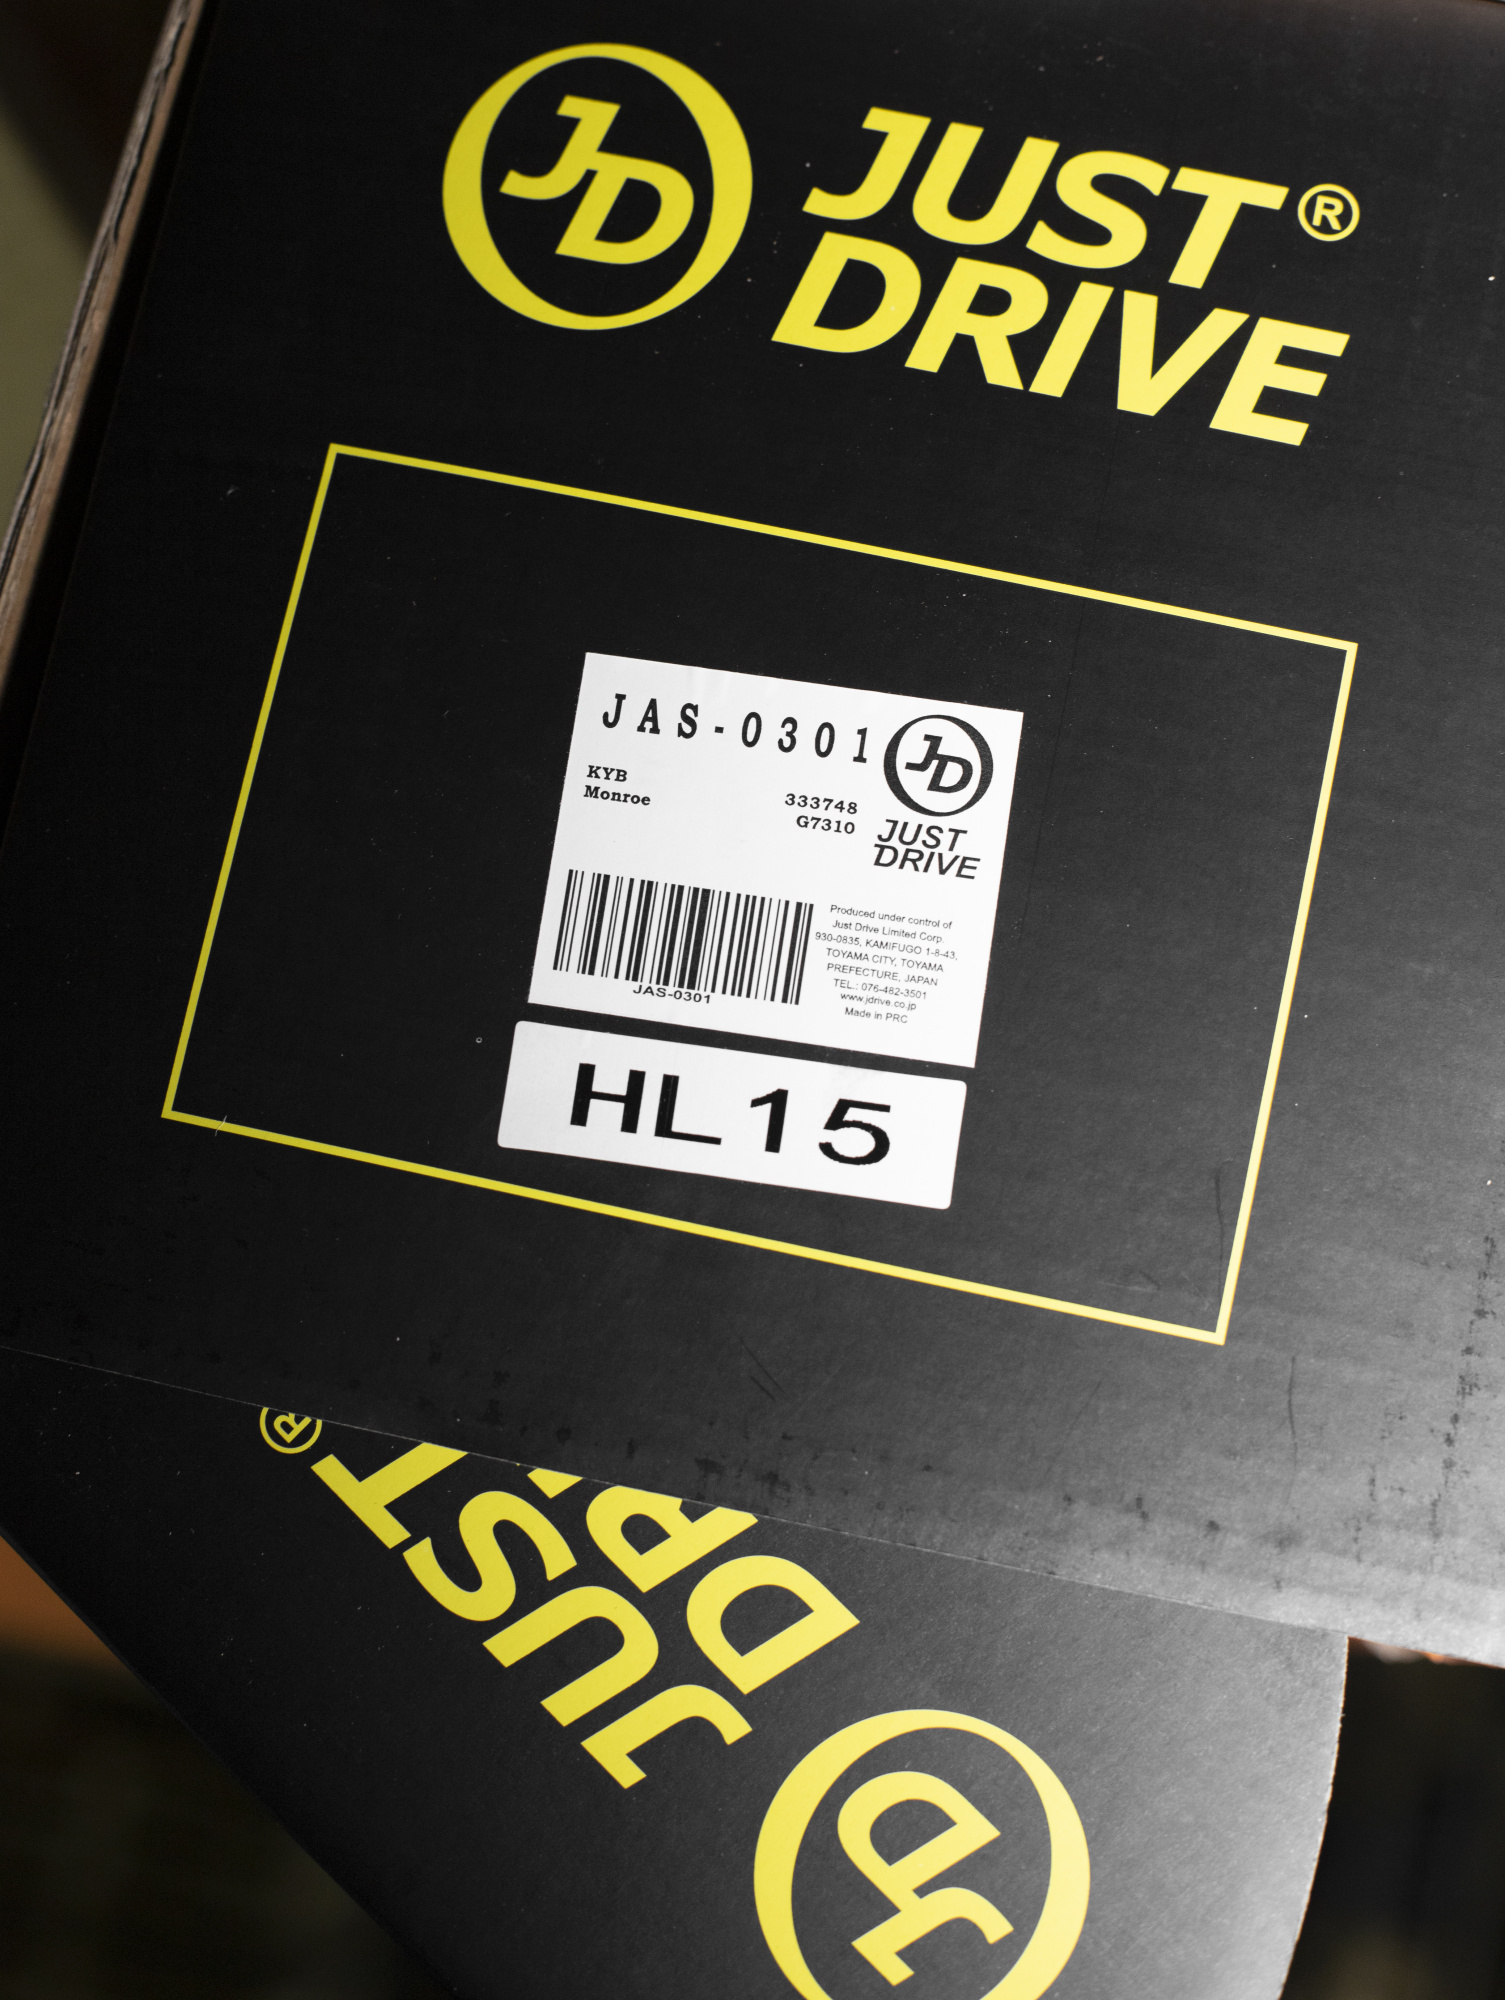 JD
JUST®
DRIVE
JAS-0301
JD
JUST
DRIVE
KYB 333748
Monroe G7310
JAS-0301
Produced under control of
Just Drive Limited Corp.
930-0835, KAMIFUGO 1-8-43,
TOYAMA CITY, TOYAMA
PREFECTURE, JAPAN
TEL.: 076-482-3501
www.jdrive.co.jp
Made in PRC
HL15
JD
JUST®
DR